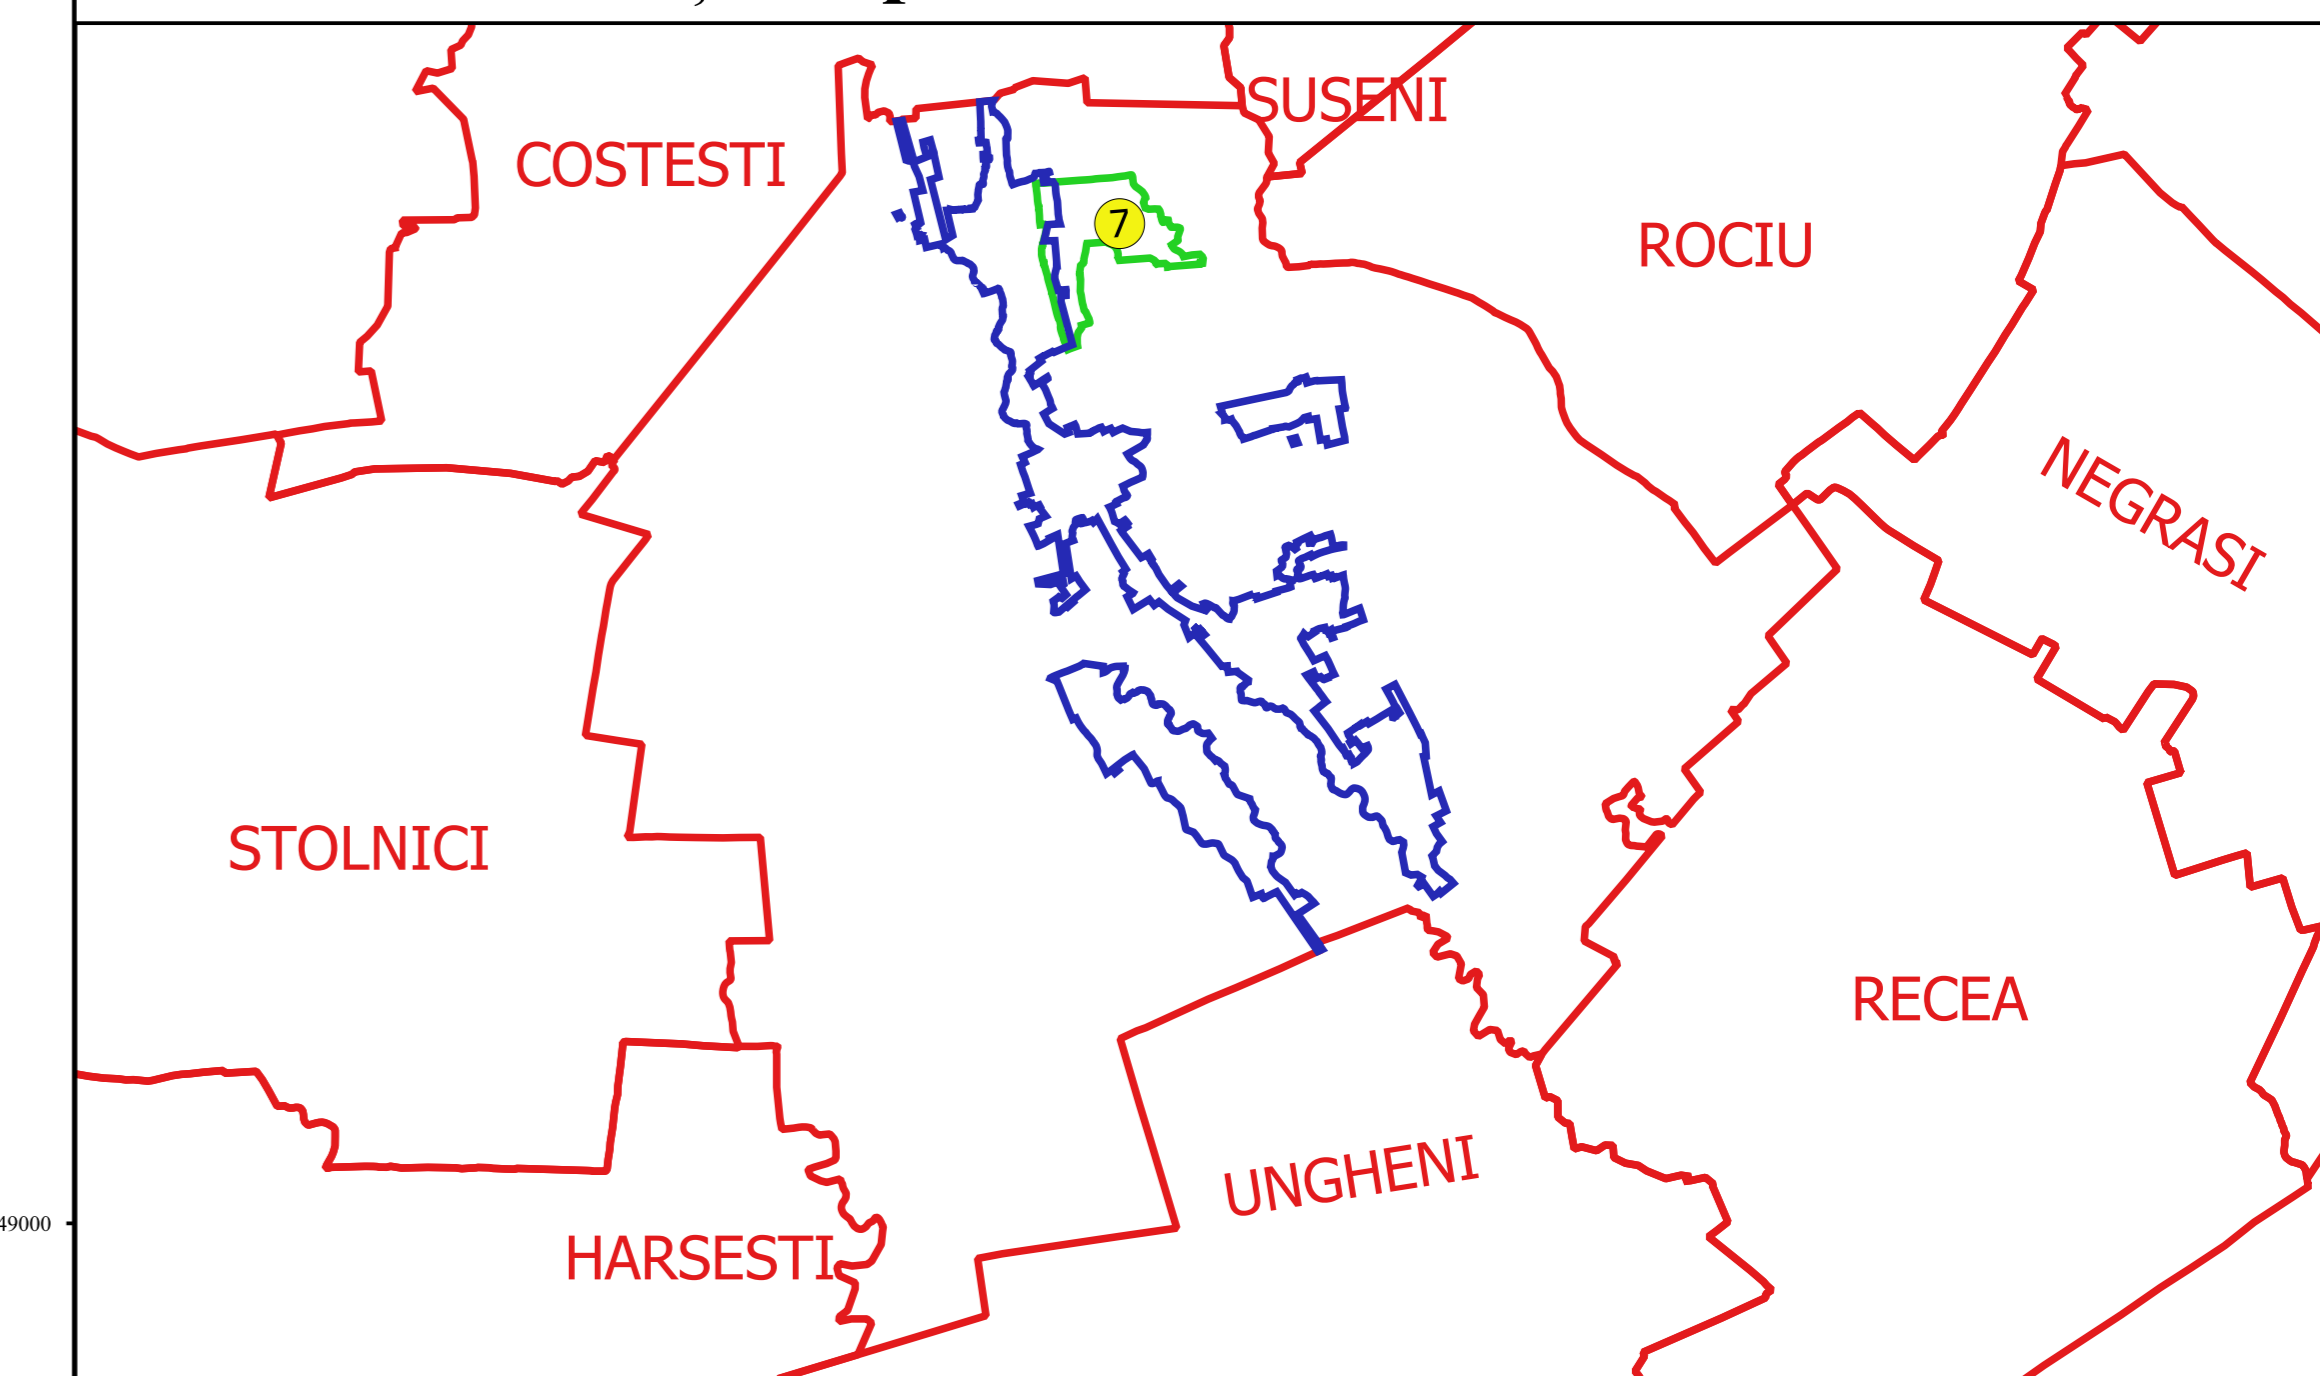 SUSENI
COSTESTI
7
ROCIU
NEGRASI
STOLNICI
RECEA
UNGHENI
49000
HARSESTI